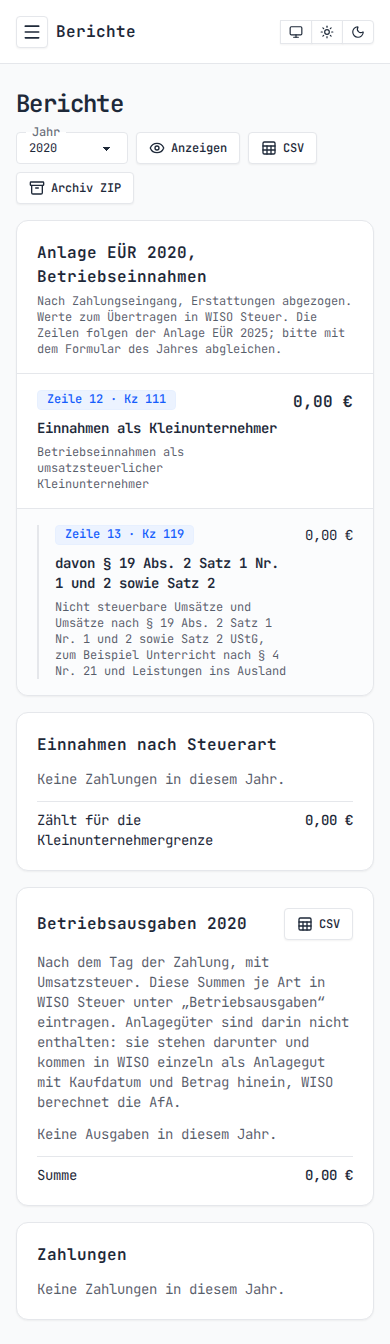 Berichte
Berichte
Jahr
2020
Anzeigen
CSV
Archiv ZIP
Anlage EÜR 2020,
Betriebseinnahmen
Nach Zahlungseingang, Erstattungen abgezogen.
Werte zum Übertragen in WISO Steuer. Die
Zeilen folgen der Anlage EÜR 2025; bitte mit
dem Formular des Jahres abgleichen.
Zeile 12 · Kz 111
0,00 €
Einnahmen als Kleinunternehmer
Betriebseinnahmen als
umsatzsteuerlicher
Kleinunternehmer
Zeile 13 · Kz 119
0,00 €
davon § 19 Abs. 2 Satz 1 Nr.
1 und 2 sowie Satz 2
Nicht steuerbare Umsätze und
Umsätze nach § 19 Abs. 2 Satz 1
Nr. 1 und 2 sowie Satz 2 UStG,
zum Beispiel Unterricht nach § 4
Nr. 21 und Leistungen ins Ausland
Einnahmen nach Steuerart
Keine Zahlungen in diesem Jahr.
Zählt für die
Kleinunternehmergrenze
0,00 €
Betriebsausgaben 2020
CSV
Nach dem Tag der Zahlung, mit
Umsatzsteuer. Diese Summen je Art in
WISO Steuer unter „Betriebsausgaben“
eintragen. Anlagegüter sind darin nicht
enthalten: sie stehen darunter und
kommen in WISO einzeln als Anlagegut
mit Kaufdatum und Betrag hinein, WISO
berechnet die AfA.
Keine Ausgaben in diesem Jahr.
Summe
0,00 €
Zahlungen
Keine Zahlungen in diesem Jahr.